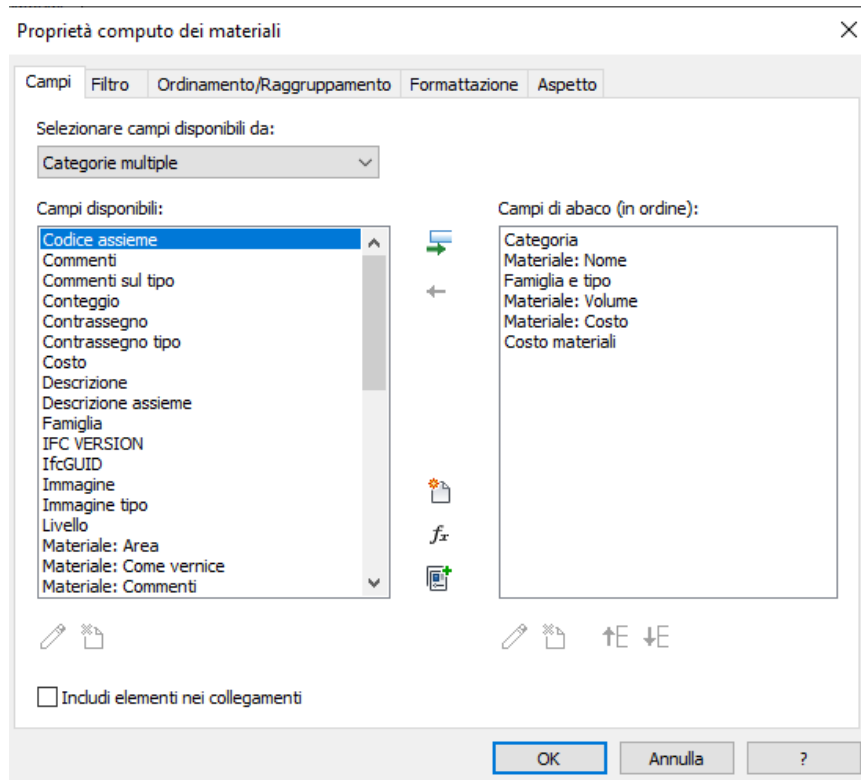 Proprietà computo dei materiali
Campi
Filtro
Ordinamento/Raggruppamento
Formattazione
Aspetto
Selezionare campi disponibili da:
Categorie multiple
Campi disponibili:
Codice assieme
Commenti
Commenti sul tipo
Conteggio
Contrassegno
Contrassegno tipo
Costo
Descrizione
Descrizione assieme
Famiglia
IFC VERSION
IfcGUID
Immagine
Immagine tipo
Livello
Materiale: Area
Materiale: Come vernice
Materiale: Commenti
fx
Campi di abaco (in ordine):
Categoria
Materiale: Nome
Famiglia e tipo
Materiale: Volume
Materiale: Costo
Costo materiali
Includi elementi nei collegamenti
OK
Annulla
?